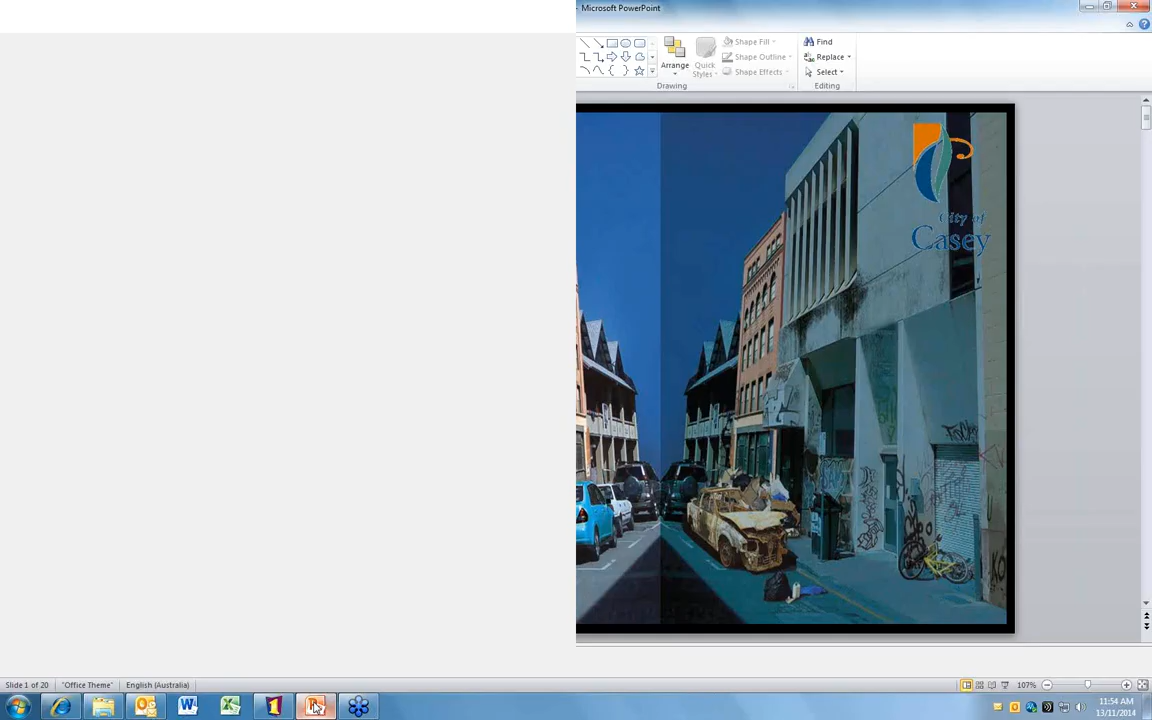 - Microsoft PowerPoint
Shape Fill
Find
Shape Outline
Replace
Arrange
Quick
Styles
Shape Effects
Select
Drawing
Editing
City of
Casey
Slide 1 of 20
"Office Theme"
English (Australia)
107%
11:54 AM
13/11/2014